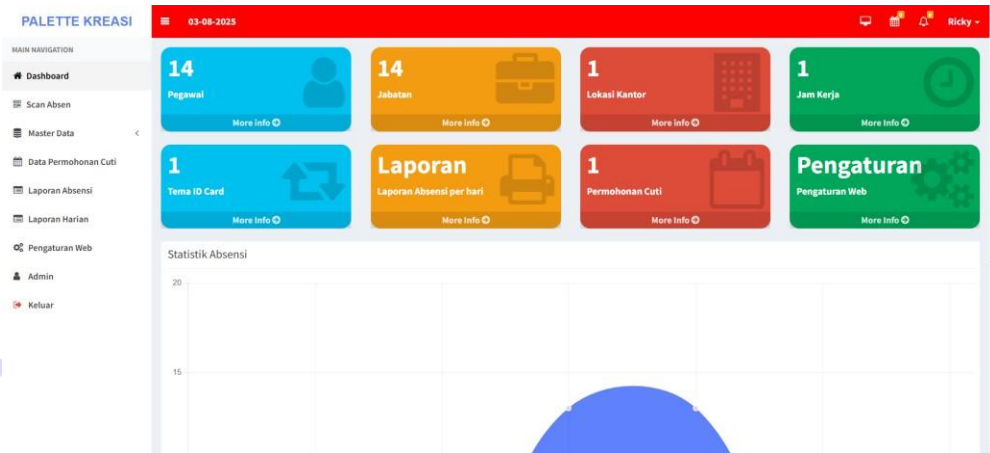 PALETTE KREASI
03-08-2025
Ricky
MAIN NAVIGATION
Dashboard
Scan Absen
Master Data
Data Permohonan Cuti
Laporan Absensi
Laporan Harian
Pengaturan Web
Admin
Keluar
14
Pegawai
More info
14
Jabatan
More info
1
Lokasi Kantor
More info
1
Jam Kerja
More Info
1
Tema ID Card
More Info
Laporan
Laporan Absensi per hari
More Info
1
Permohonan Cuti
More Info
Pengaturan
Pengaturan Web
More Info
Statistik Absensi
20
15